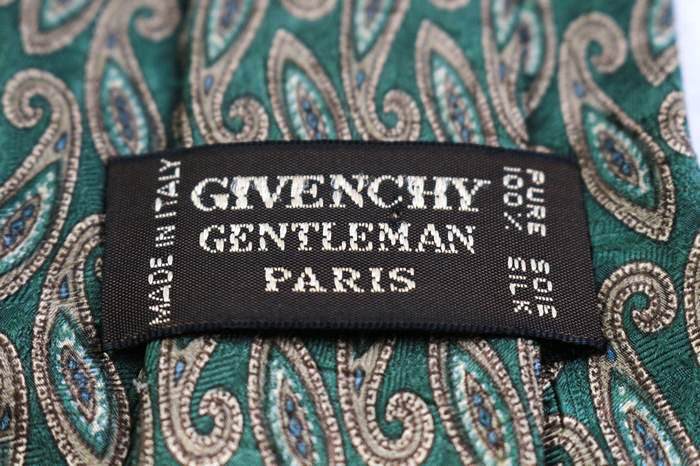 MADE IN ITALY
GIVENCHY
GENTLEMAN
PARIS
PURE SOIE
100% SILK